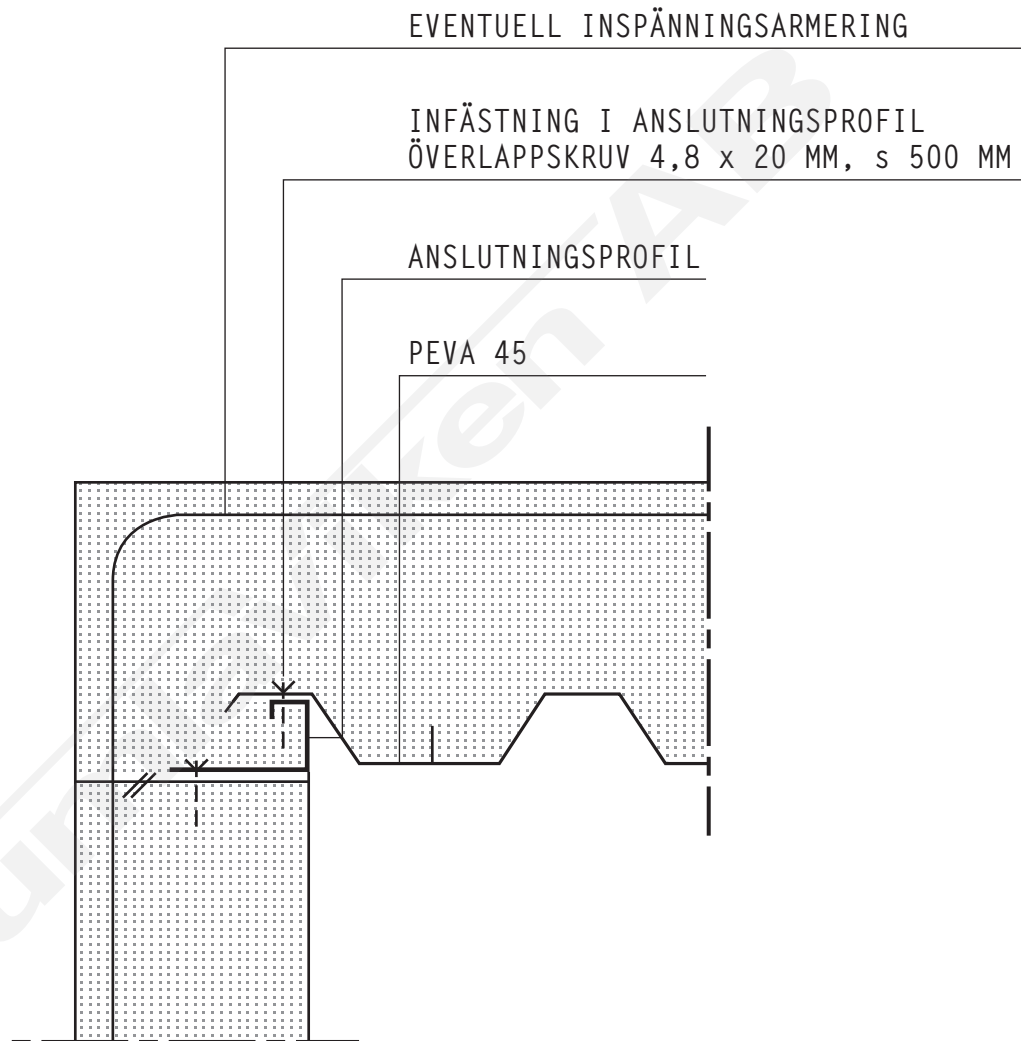 EVENTUELL INSPÄNNINGSARMERING
INFÄSTNING I ANSLUTNINGSPROFIL
ÖVERLAPPSKRUV 4,8 x 20 MM, s 500 MM
ANSLUTNINGSPROFIL
PEVA 45